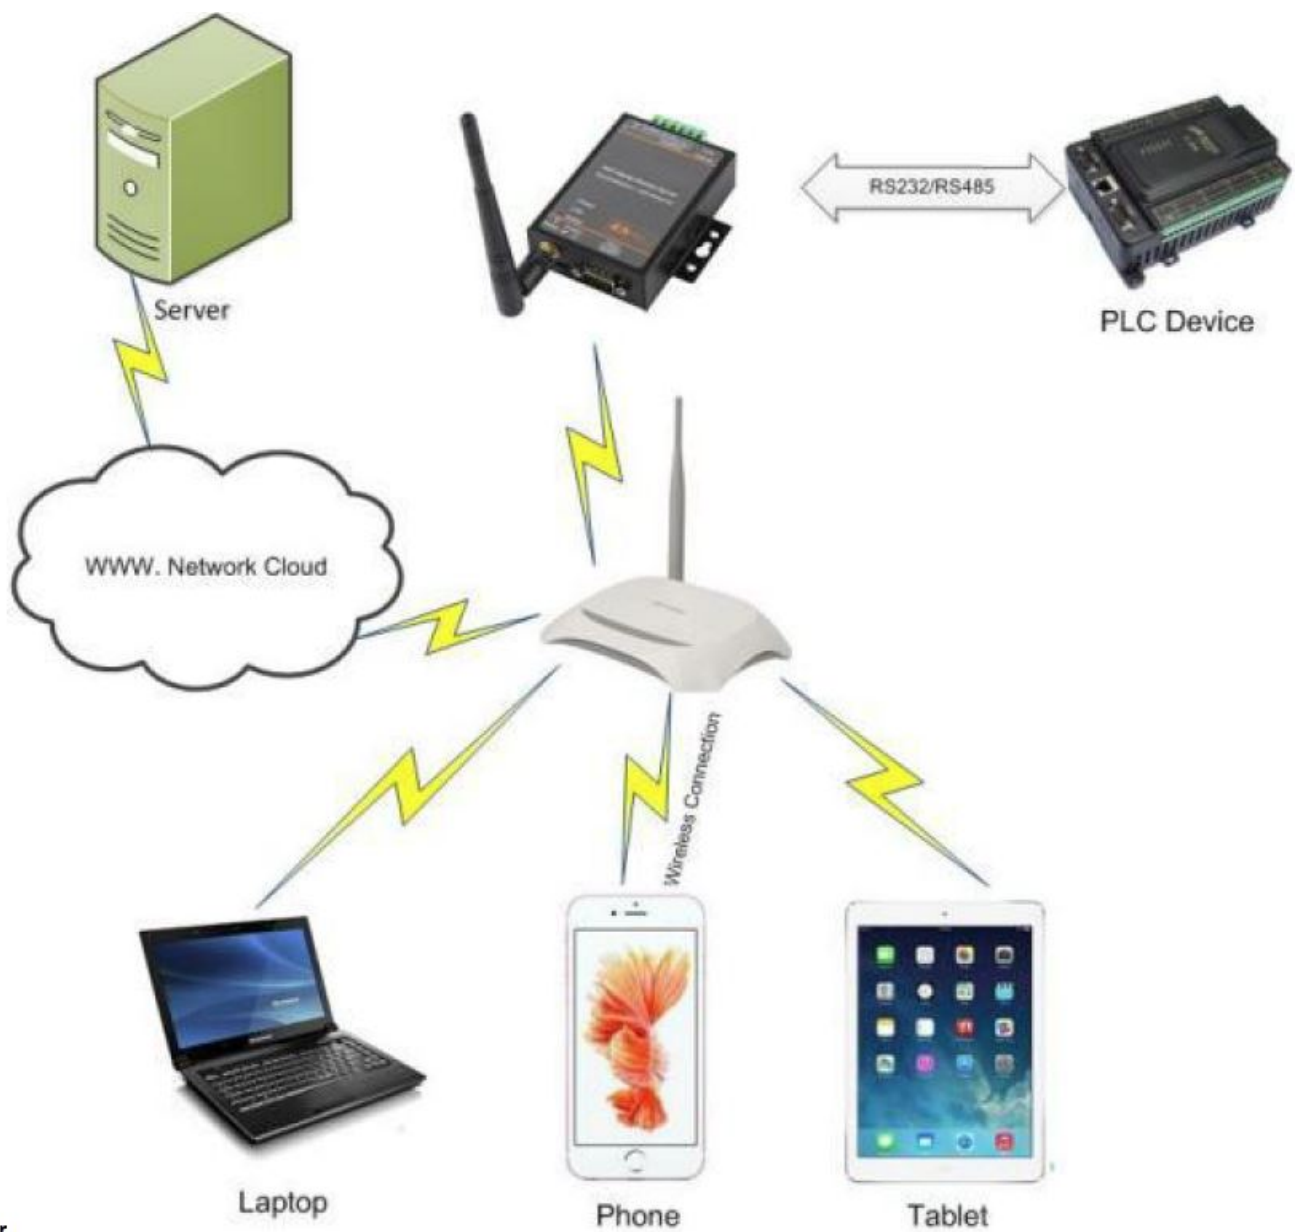 Server
RS232/RS485
PLC Device
WWW. Network Cloud
Wireless Connection
Laptop
Phone
Tablet
r